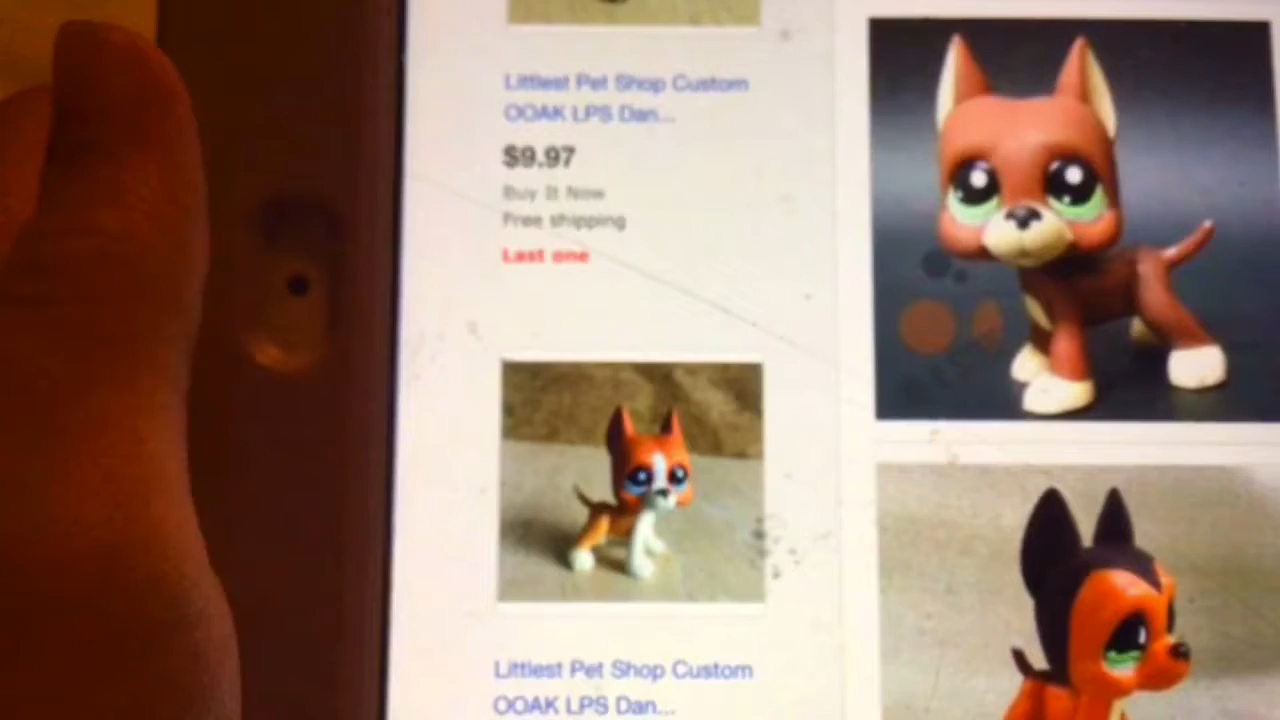 Littlest Pet Shop Custom
OOAK LPS Dan...
$9.97
Buy It Now
Free shipping
Last one
Littlest Pet Shop Custom
OOAK LPS Dan...